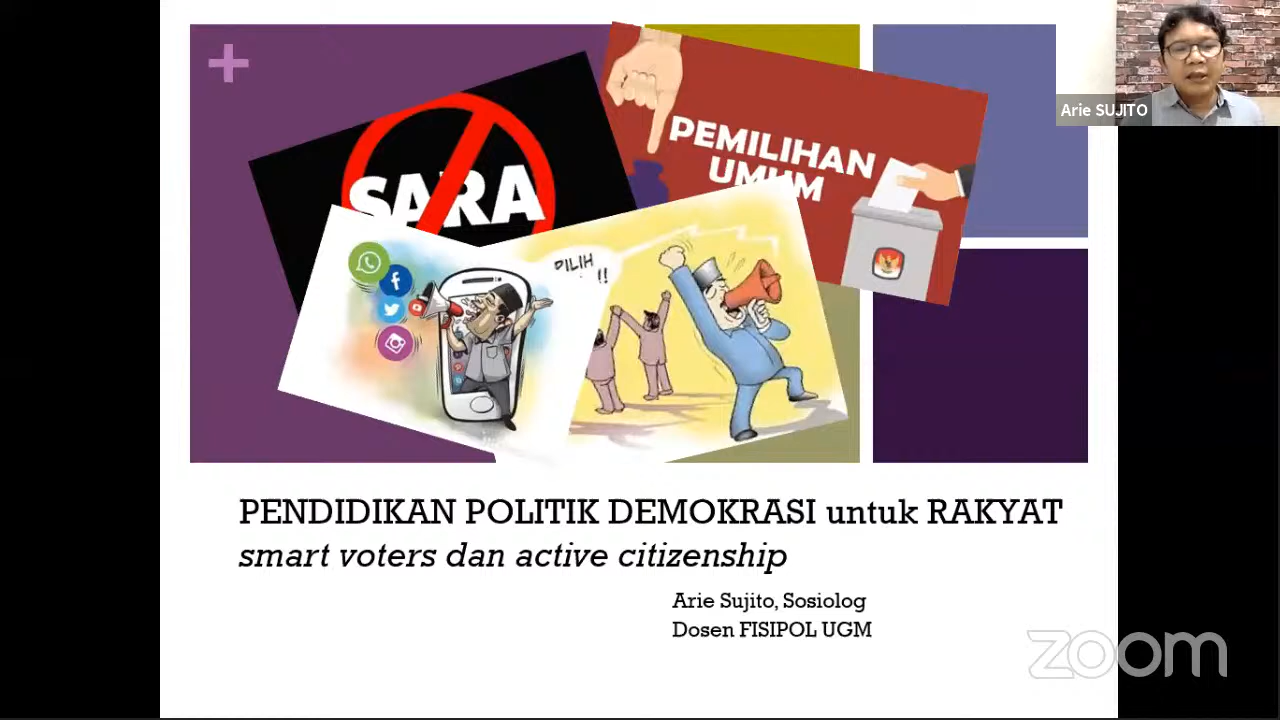 Arie SUJITO
SARA
PEMILIHAN
UMUM
PILIH
!!
PENDIDIKAN POLITIK DEMOKRASI untuk RAKYAT
smart voters dan active citizenship
Arie Sujito, Sosiolog
Dosen FISIPOL UGM
zoom